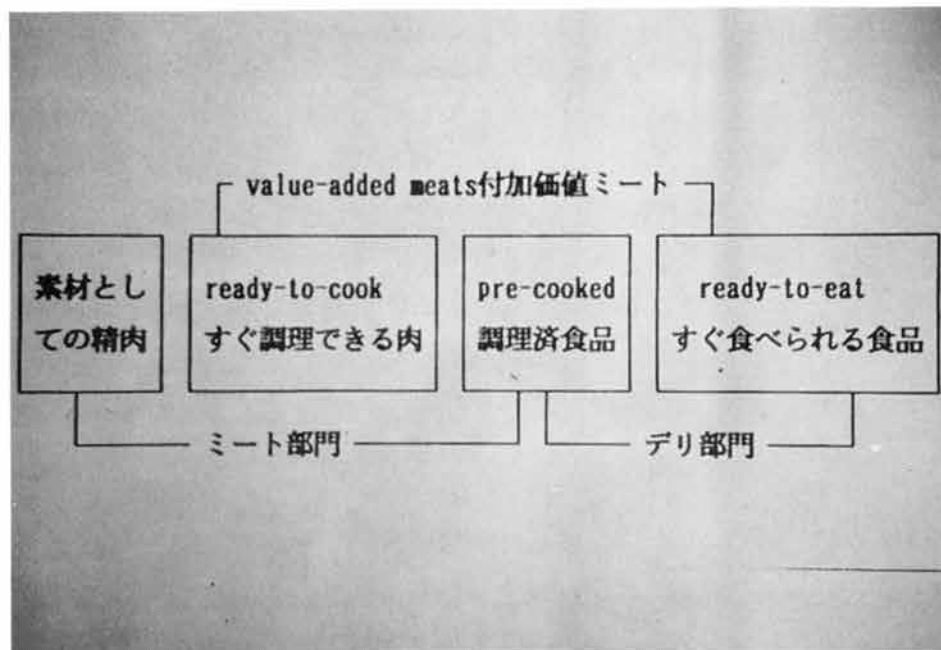 value-added meats付加価値ミート
素材とし
ての精肉
ready-to-cook
すぐ調理できる肉
pre-cooked
調理済食品
ready-to-eat
すぐ食べられる食品
ミート部門
デリ部門